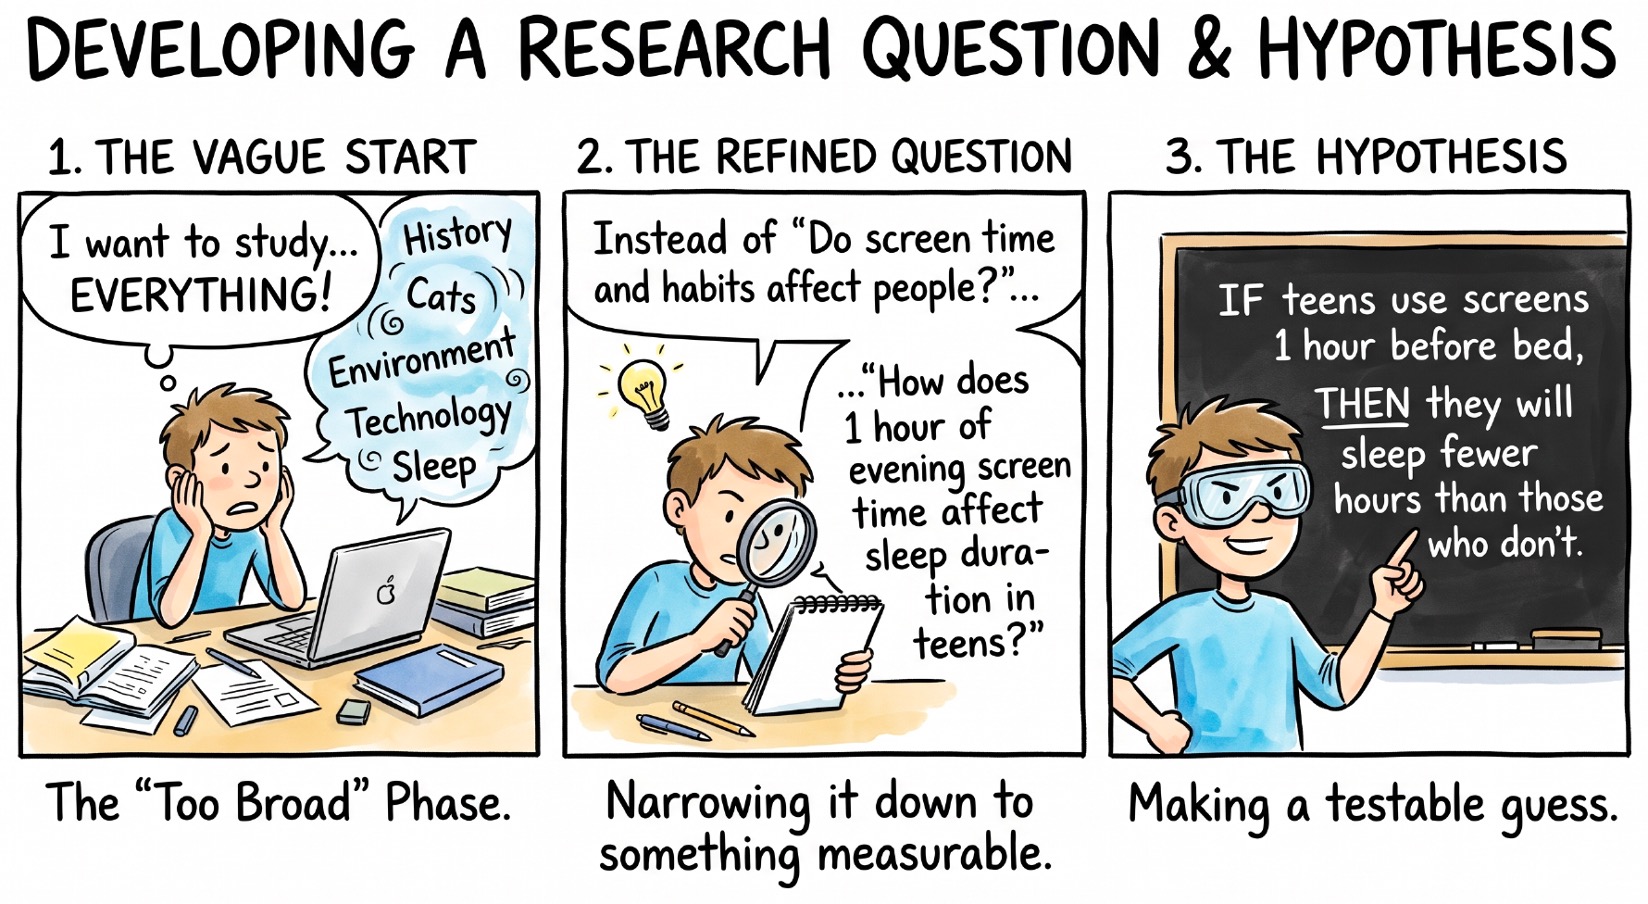 DEVELOPING A RESEARCH QUESTION & HYPOTHESIS
1. THE VAGUE START
I want to study...
EVERYTHING!
History
Cats
Environment
Technology
Sleep
The “Too Broad” Phase.
2. THE REFINED QUESTION
Instead of “Do screen time
and habits affect people?”...
...“How does
1 hour of
evening screen
time affect
sleep dura-
tion in
teens?”
Narrowing it down to
something measurable.
3. THE HYPOTHESIS
IF teens use screens
1 hour before bed,
THEN they will
sleep fewer
hours than those
who don’t.
Making a testable guess.